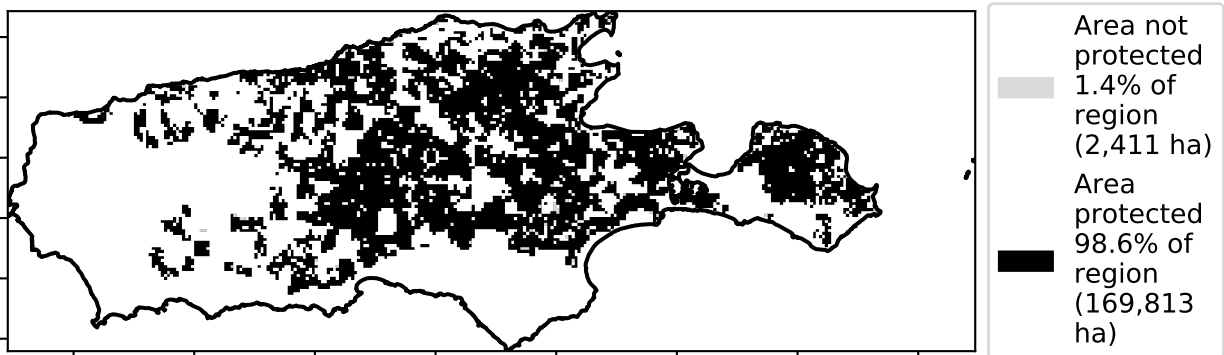 Area not
protected
1.4% of
region
(2,411 ha)
Area
protected
98.6% of
region
(169,813
ha)